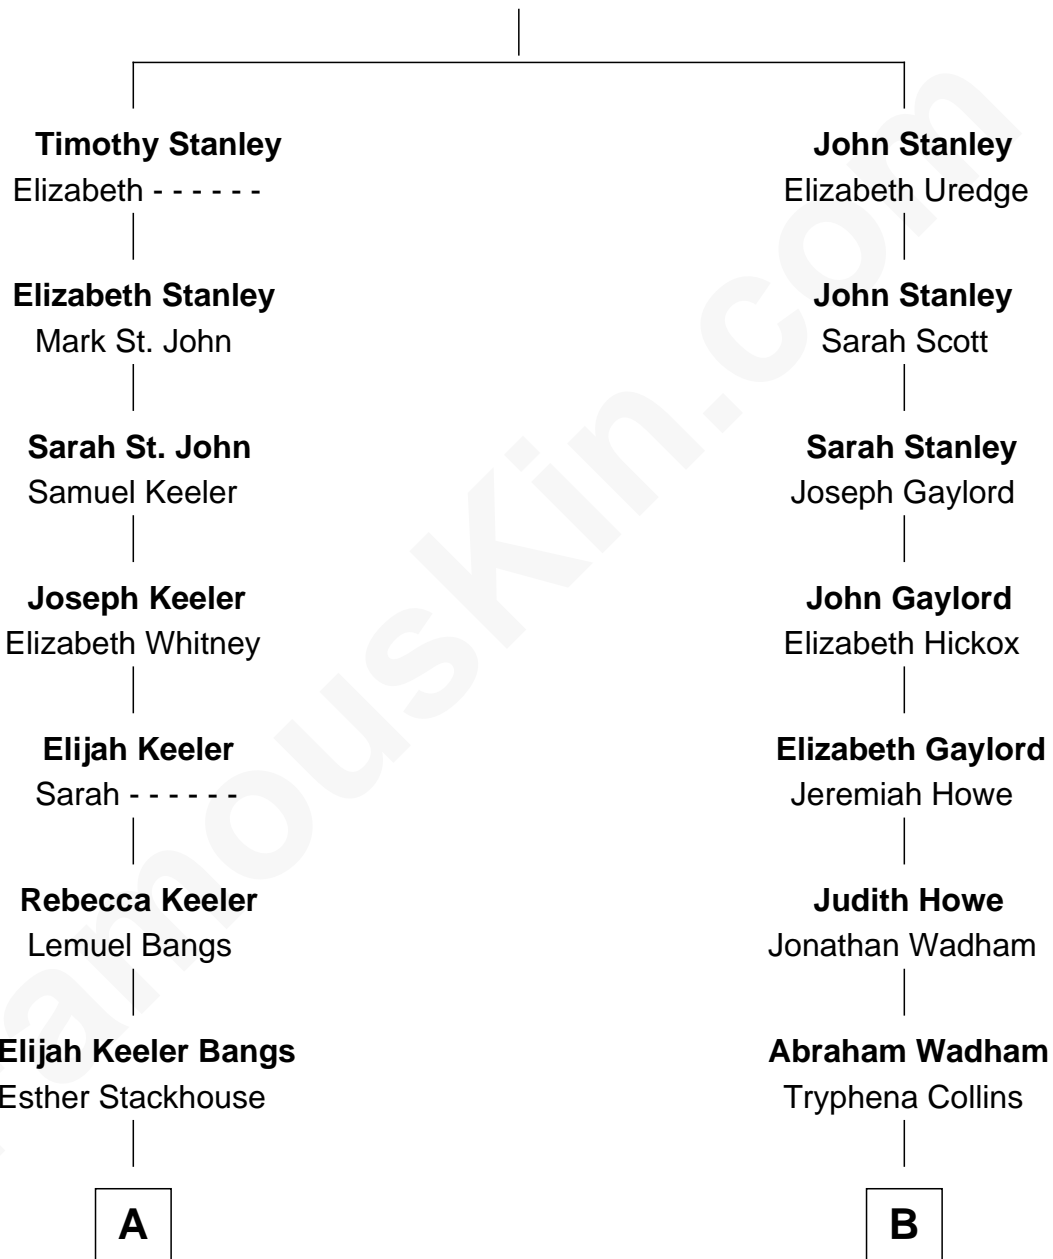 Timothy Stanley
Elizabeth - - - - - -
Elizabeth Stanley
Mark St. John
Sarah St. John
Samuel Keeler
Joseph Keeler
Elizabeth Whitney
Elijah Keeler
Sarah - - - - - -
Rebecca Keeler
Lemuel Bangs
Elijah Keeler Bangs
Esther Stackhouse
A
John Stanley
Elizabeth Uredge
John Stanley
Sarah Scott
Sarah Stanley
Joseph Gaylord
John Gaylord
Elizabeth Hickox
Elizabeth Gaylord
Jeremiah Howe
Judith Howe
Jonathan Wadham
Abraham Wadham
Tryphena Collins
B
FamousKin.com